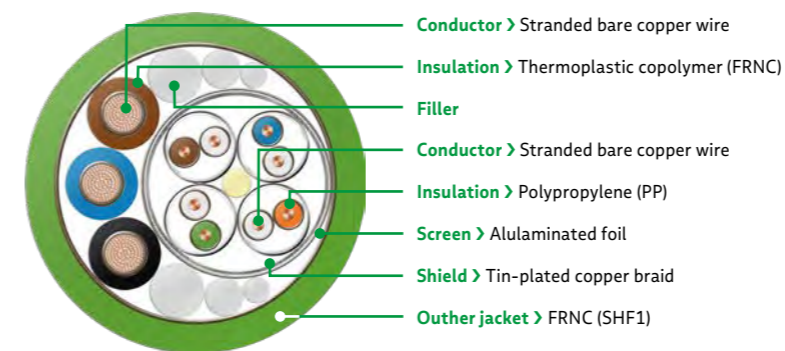 Conductor › Stranded bare copper wire
Insulation › Thermoplastic copolymer (FRNC)
Filler
Conductor › Stranded bare copper wire
Insulation › Polypropylene (PP)
Screen › Alulaminated foil
Shield › Tin-plated copper braid
Outher jacket › FRNC (SHF1)